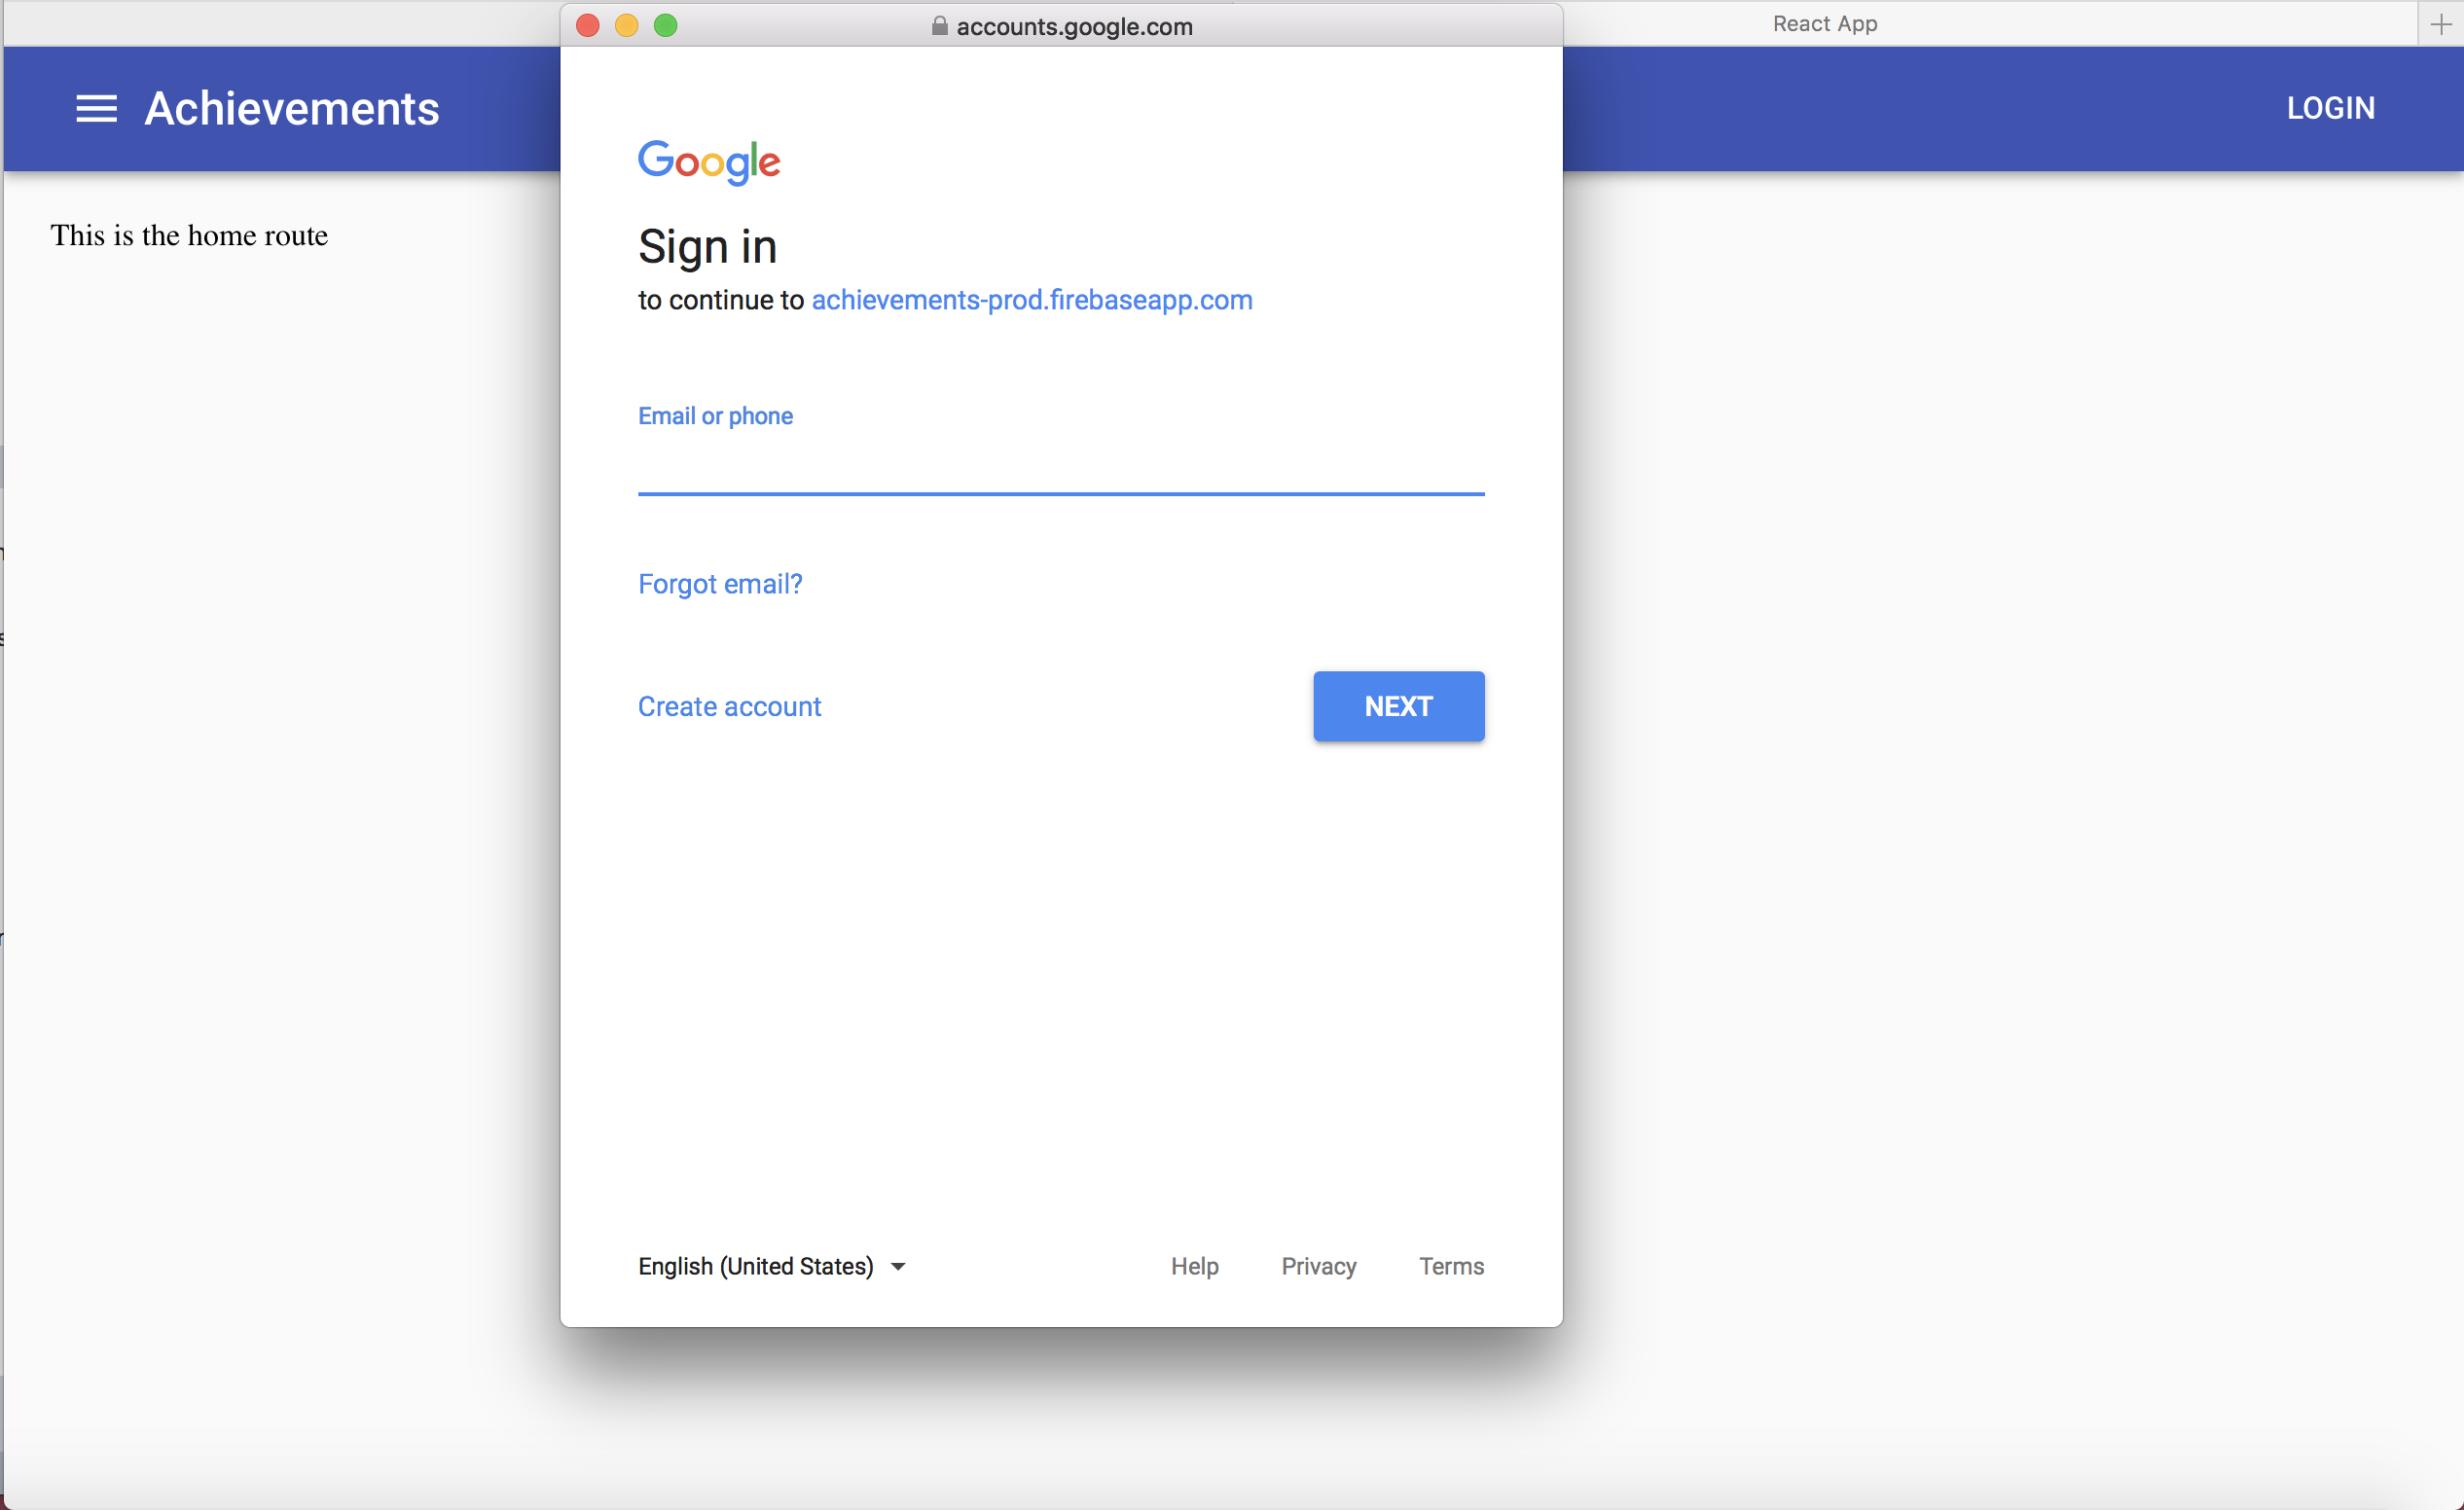 accounts.google.com
React App
Achievements
LOGIN
This is the home route
Google
Sign in
to continue to achievements-prod.firebaseapp.com
Email or phone
Forgot email?
Create account
NEXT
English (United States)
Help Privacy Terms